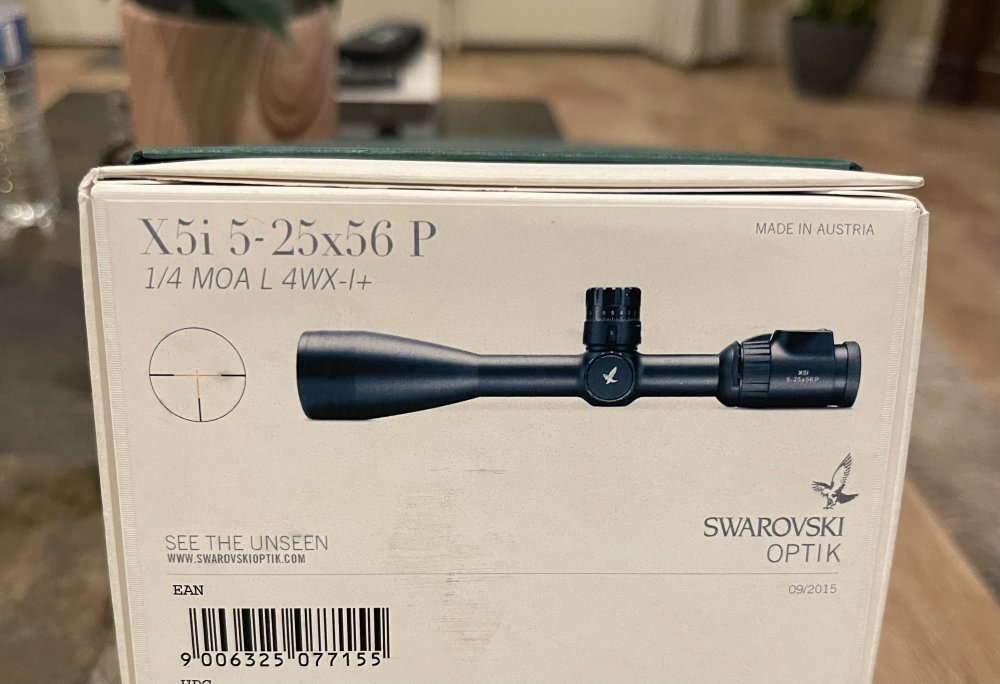 X5i 5-25x56 P
MADE IN AUSTRIA
1/4 MOA L 4WX-I+
X5i
5-25x56 P
SWAROVSKI
OPTIK
SEE THE UNSEEN
WWW.SWAROVSKIOPTIK.COM
EAN
09/2015
9 006325 077155